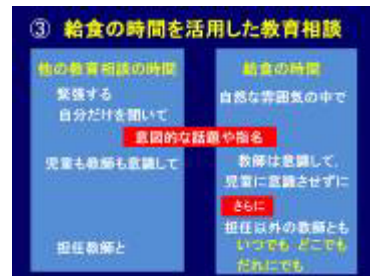 ③ 給食の時間を活用した教育相談
他の教育相談の時間
緊張する
自分だけを聞いて
意図的な話題や指名
児童も教師も意識して
担任教師と
給食の時間
自然な雰囲気の中で
教師は意識して,
児童に意識させずに
さらに
担任以外の教師とも
いつでも どこでも
だれにでも